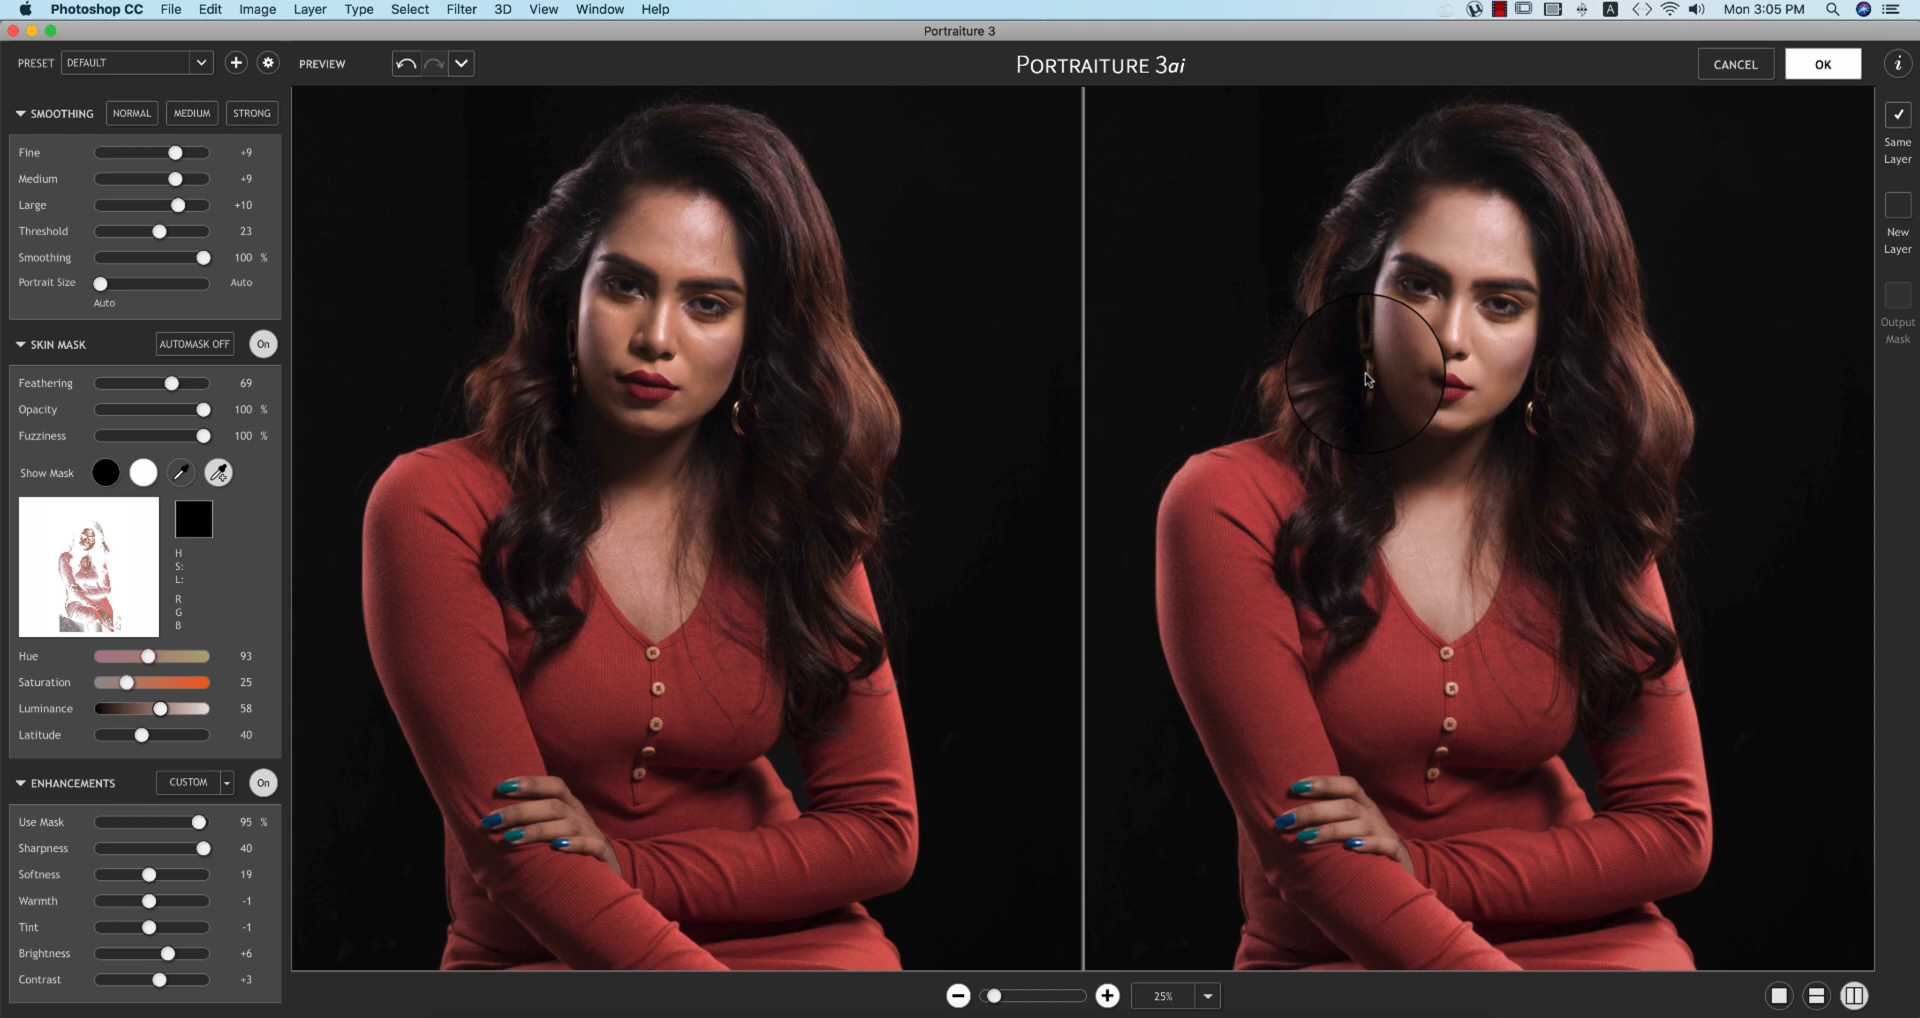 Photoshop CC File Edit Image Layer Type Select Filter 3D View Window Help A Mon 3:05 PM
Portraiture 3
PRESET DEFAULT PREVIEW PORTRAITURE 3ai CANCEL OK i
SMOOTHING NORMAL MEDIUM STRONG
Fine +9
Medium +9
Large +10
Threshold 23
Smoothing 100 %
Portrait Size Auto
Auto
SKIN MASK AUTOMASK OFF On
Feathering 69
Opacity 100 %
Fuzziness 100 %
Show Mask
H
S:
L:
R
G
B
Hue 93
Saturation 25
Luminance 58
Latitude 40
ENHANCEMENTS CUSTOM On
Use Mask 95 %
Sharpness 40
Softness 19
Warmth -1
Tint -1
Brightness +6
Contrast +3
25%
Same
Layer
New
Layer
Output
Mask